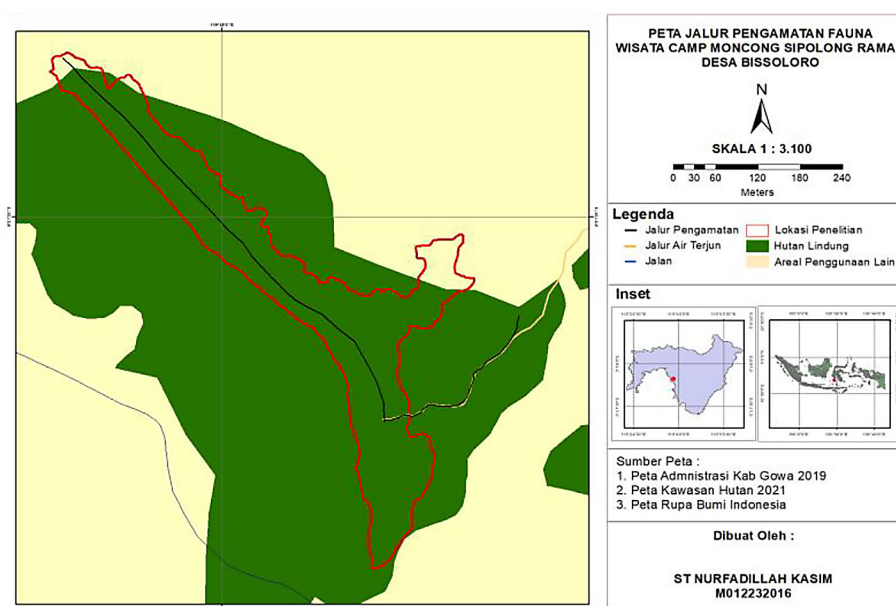 PETA JALUR PENGAMATAN FAUNA
WISATA CAMP MONCONG SIPOLONG RAMA
DESA BISSOLORO
N
SKALA 1 : 3.100
0 30 60 120 180 240
Meters
Legenda
Jalur Pengamatan
Jalur Air Terjun
Jalan
Lokasi Penelitian
Hutan Lindung
Areal Penggunaan Lain
Inset
Sumber Peta :
1. Peta Admnistrasi Kab Gowa 2019
2. Peta Kawasan Hutan 2021
3. Peta Rupa Bumi Indonesia
Dibuat Oleh :
ST NURFADILLAH KASIM
M012232016